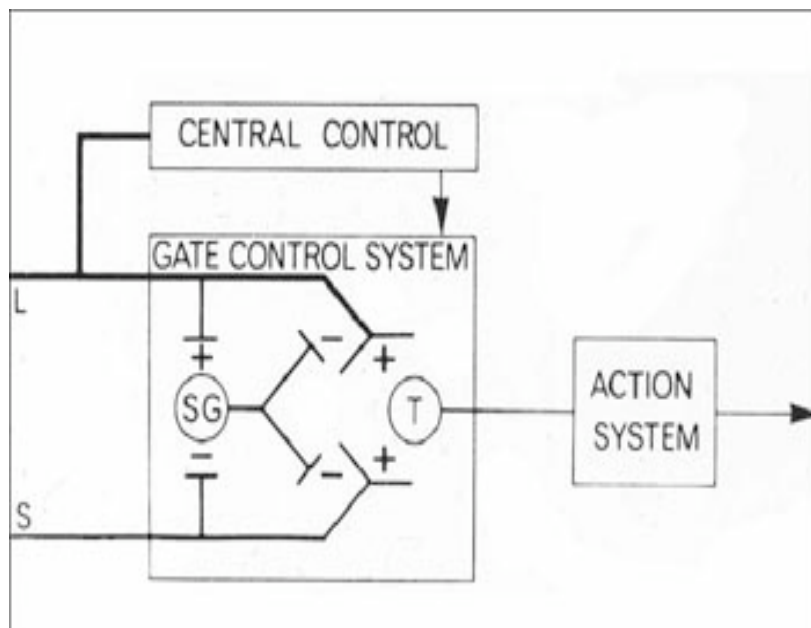 CENTRAL CONTROL
GATE CONTROL SYSTEM
L
-
+
+
SG
T
ACTION
SYSTEM
-
+
-
S